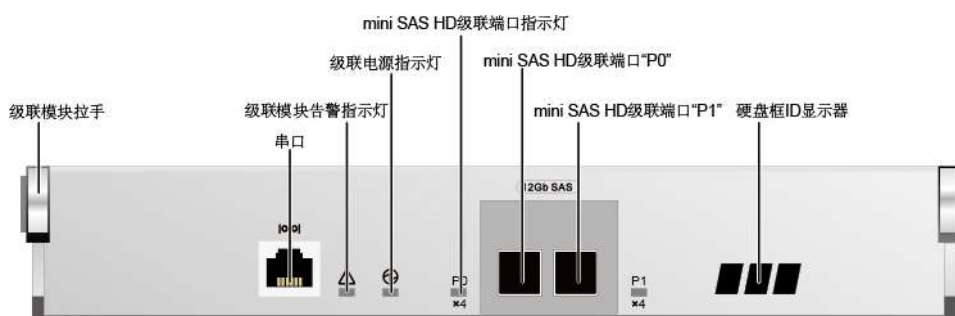 mini SAS HD级联端口指示灯
级联电源指示灯
mini SAS HD级联端口“P0”
级联模块拉手
级联模块告警指示灯
mini SAS HD级联端口“P1”
硬盘框ID显示器
串口
12Gb SAS
|o|o|
P0
×4
P1
×4